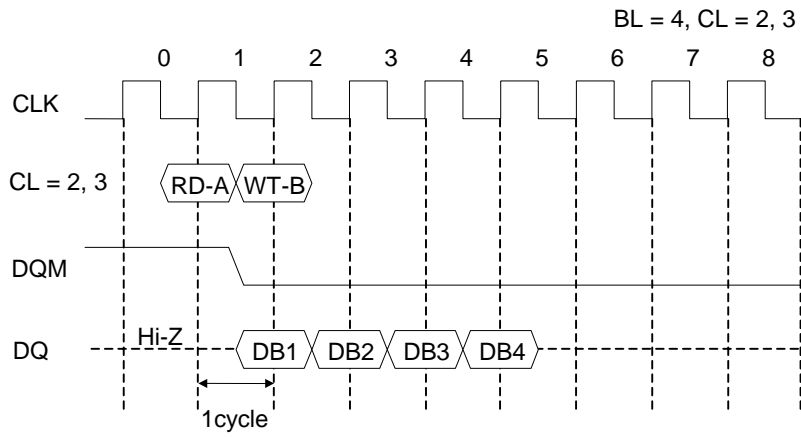 BL = 4, CL = 2, 3
0 1 2 3 4 5 6 7 8
CLK
CL = 2, 3 RD-A WT-B
DQM
DQ Hi-Z DB1 DB2 DB3 DB4
1cycle